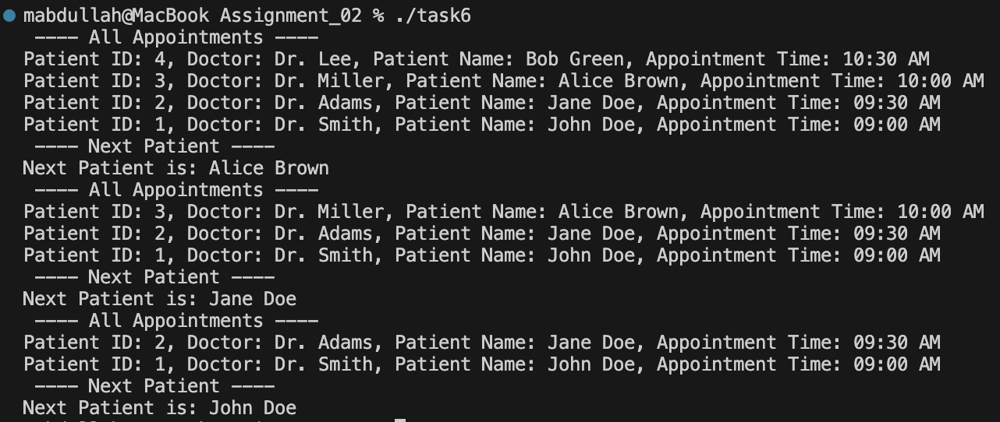 mabdullah@MacBook Assignment_02 % ./task6
---- All Appointments ----
Patient ID: 4, Doctor: Dr. Lee, Patient Name: Bob Green, Appointment Time: 10:30 AM
Patient ID: 3, Doctor: Dr. Miller, Patient Name: Alice Brown, Appointment Time: 10:00 AM
Patient ID: 2, Doctor: Dr. Adams, Patient Name: Jane Doe, Appointment Time: 09:30 AM
Patient ID: 1, Doctor: Dr. Smith, Patient Name: John Doe, Appointment Time: 09:00 AM
---- Next Patient ----
Next Patient is: Alice Brown
---- All Appointments ----
Patient ID: 3, Doctor: Dr. Miller, Patient Name: Alice Brown, Appointment Time: 10:00 AM
Patient ID: 2, Doctor: Dr. Adams, Patient Name: Jane Doe, Appointment Time: 09:30 AM
Patient ID: 1, Doctor: Dr. Smith, Patient Name: John Doe, Appointment Time: 09:00 AM
---- Next Patient ----
Next Patient is: Jane Doe
---- All Appointments ----
Patient ID: 2, Doctor: Dr. Adams, Patient Name: Jane Doe, Appointment Time: 09:30 AM
Patient ID: 1, Doctor: Dr. Smith, Patient Name: John Doe, Appointment Time: 09:00 AM
---- Next Patient ----
Next Patient is: John Doe